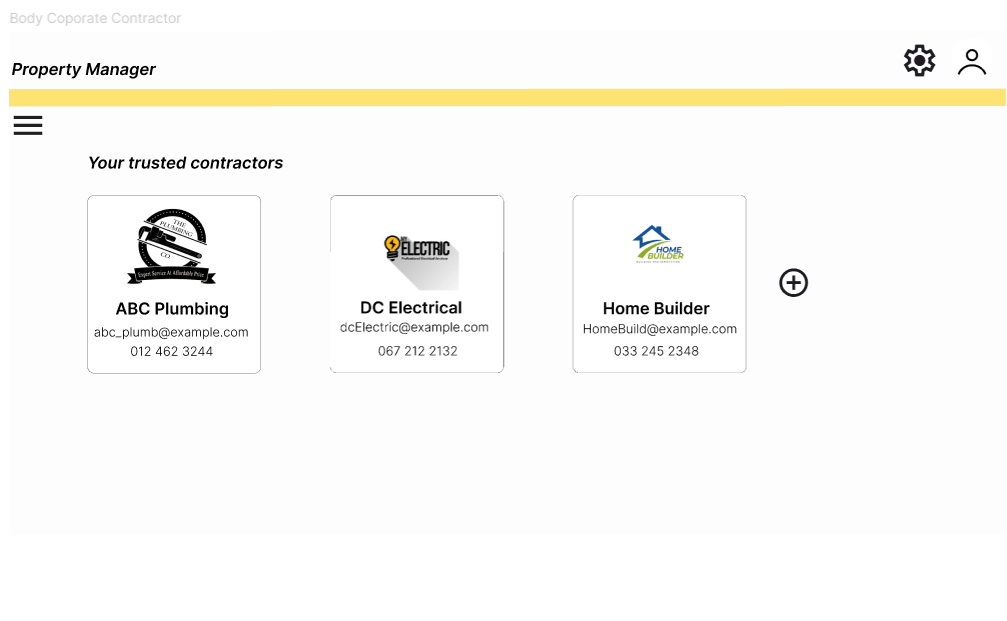 Body Coporate Contractor
Property Manager
Your trusted contractors
THE
PLUMBING
CO.
Expert Service At Affordable Price
ABC Plumbing
abc_plumb@example.com
012 462 3244
ELECTRIC
Professional Electrical Services
DC Electrical
dcElectric@example.com
067 212 2132
HOME
BUILDER
Home Builder
HomeBuild@example.com
033 245 2348